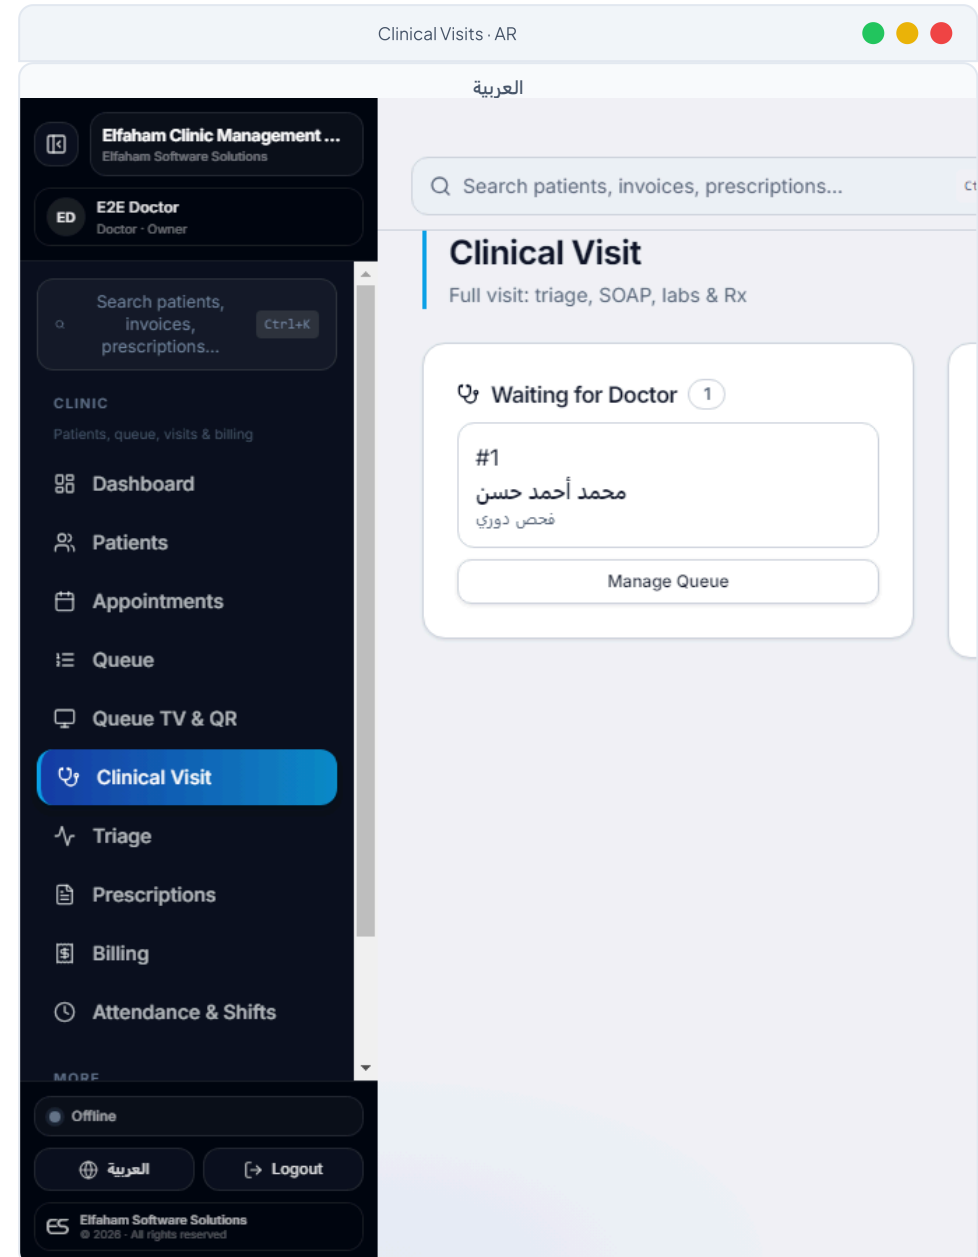 Clinical Visits · AR
العربية
Elfaham Clinic Management ...
Elfaham Software Solutions
ED
E2E Doctor
Doctor · Owner
Search patients,
invoices,
prescriptions...
Ctrl+K
CLINIC
Patients, queue, visits & billing
Dashboard
Patients
Appointments
Queue
Queue TV & QR
Clinical Visit
Triage
Prescriptions
Billing
Attendance & Shifts
MORE
Offline
العربية
Logout
ES
Elfaham Software Solutions
© 2026 · All rights reserved
Search patients, invoices, prescriptions...
Ct
Clinical Visit
Full visit: triage, SOAP, labs & Rx
Waiting for Doctor 1
#1
محمد أحمد حسن
فحص دوري
Manage Queue